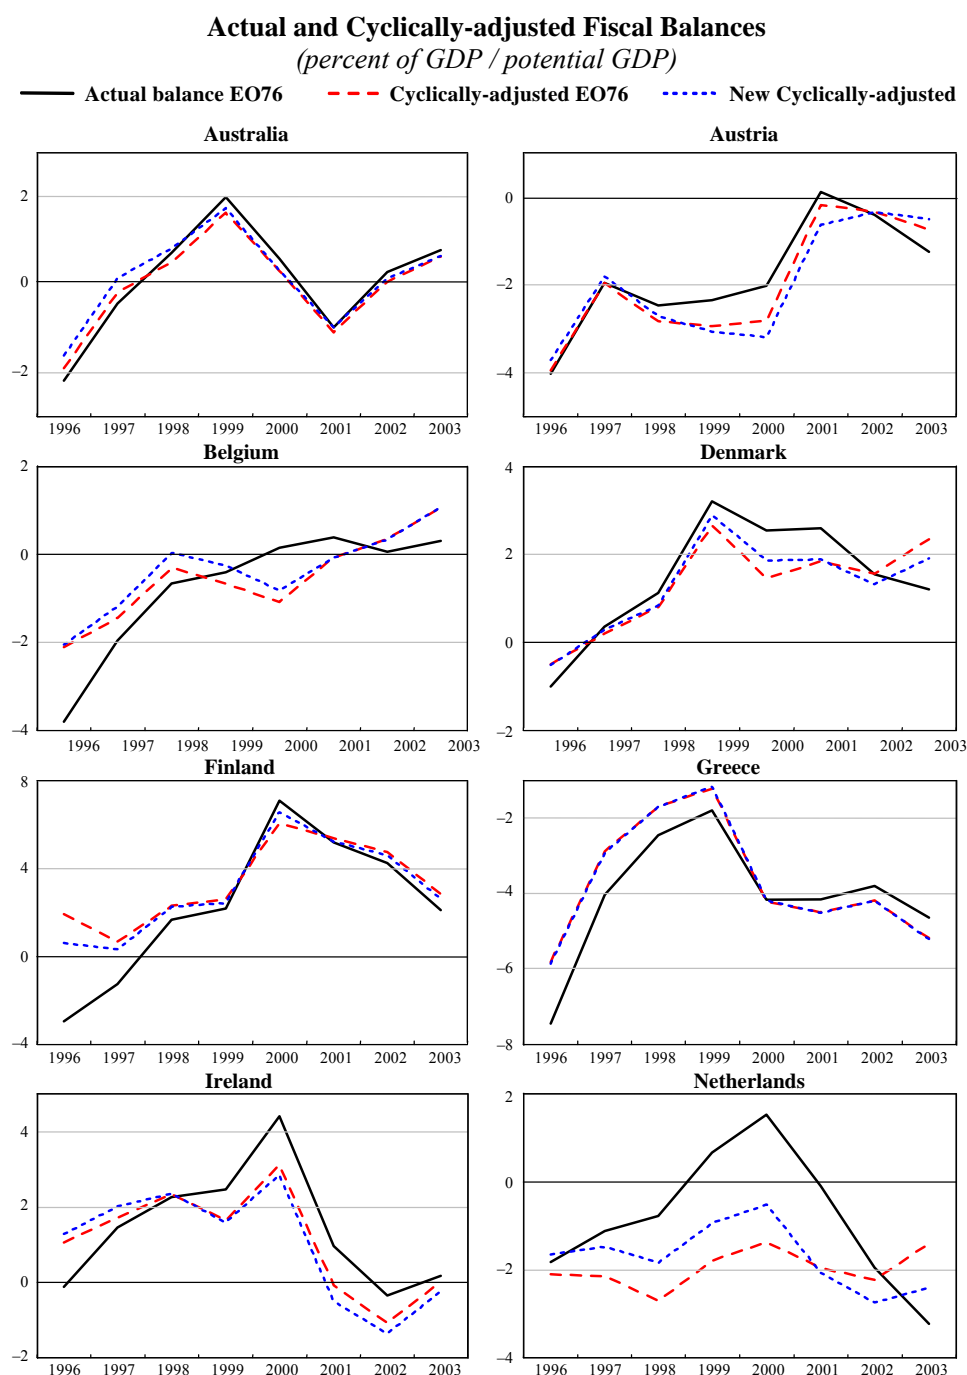 Actual and Cyclically-adjusted Fiscal Balances
(percent of GDP / potential GDP)
Actual balance EO76 Cyclically-adjusted EO76 New Cyclically-adjusted
Australia
2
0
–2
1996 1997 1998 1999 2000 2001 2002 2003
Austria
0
–2
–4
1996 1997 1998 1999 2000 2001 2002 2003
Belgium
2
0
–2
–4
1996 1997 1998 1999 2000 2001 2002 2003
Denmark
4
2
0
–2
1996 1997 1998 1999 2000 2001 2002 2003
Finland
8
4
0
–4
1996 1997 1998 1999 2000 2001 2002 2003
Greece
–2
–4
–6
–8
1996 1997 1998 1999 2000 2001 2002 2003
Ireland
4
2
0
–2
1996 1997 1998 1999 2000 2001 2002 2003
Netherlands
2
0
–2
–4
1996 1997 1998 1999 2000 2001 2002 2003